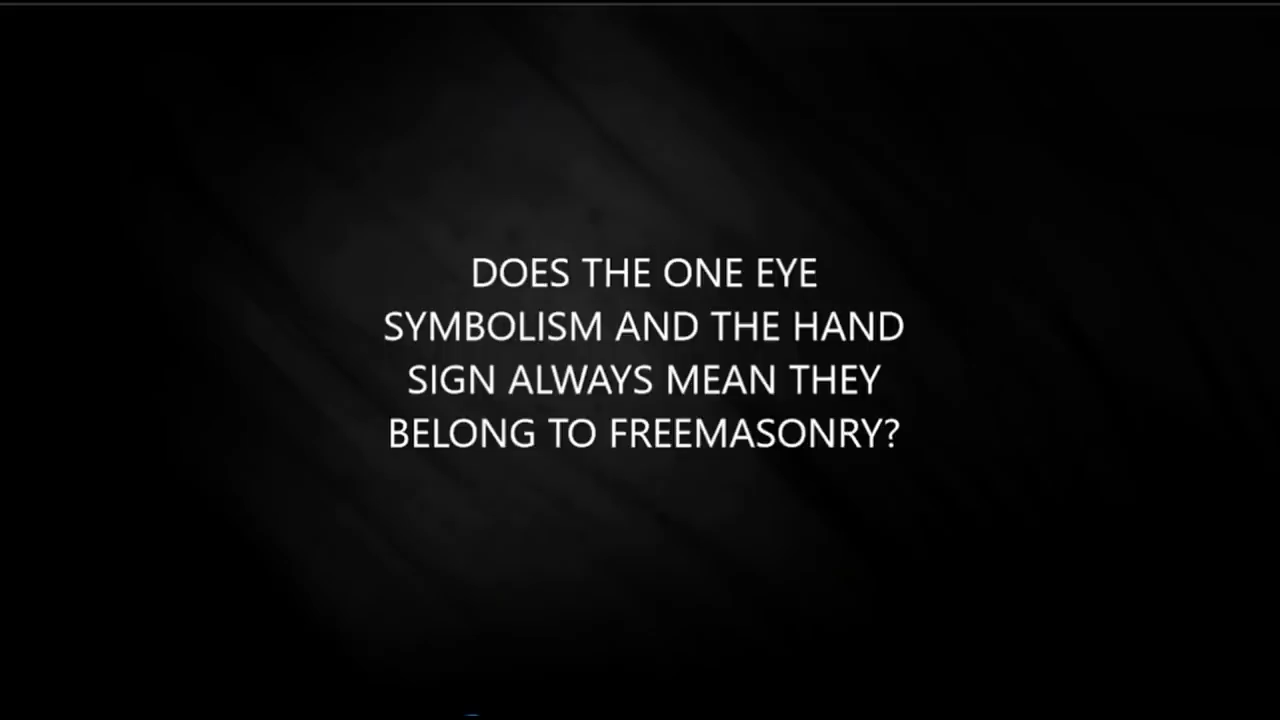 DOES THE ONE EYE
SYMBOLISM AND THE HAND
SIGN ALWAYS MEAN THEY
BELONG TO FREEMASONRY?